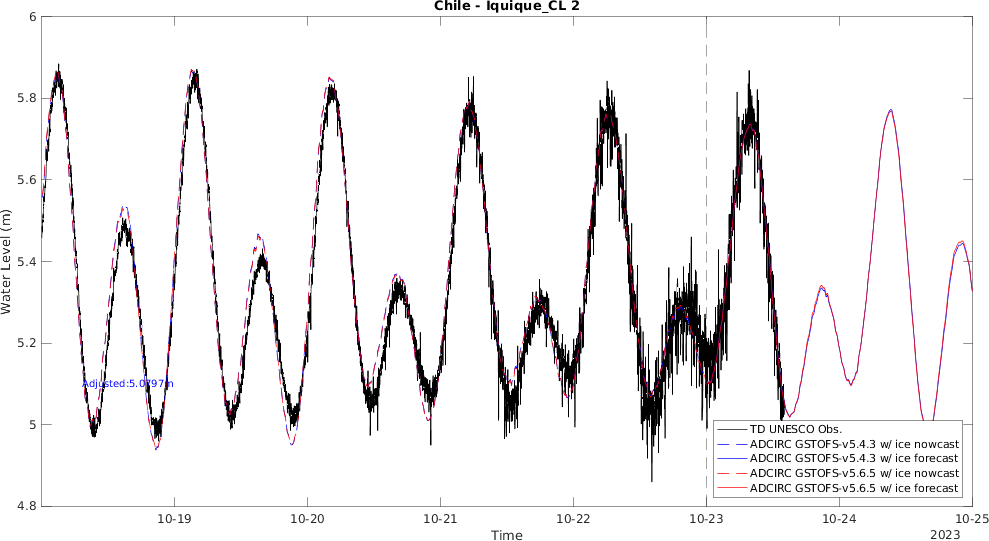 Chile - Iquique_CL 2
6
5.8
5.6
5.4
5.2
5
4.8
Water Level (m)
Adjusted:5.0797m
TD UNESCO Obs.
ADCIRC GSTOFS-v5.4.3 w/ ice nowcast
ADCIRC GSTOFS-v5.4.3 w/ ice forecast
ADCIRC GSTOFS-v5.6.5 w/ ice nowcast
ADCIRC GSTOFS-v5.6.5 w/ ice forecast
10-19 10-20 10-21 10-22 10-23 10-24 10-25
Time
2023